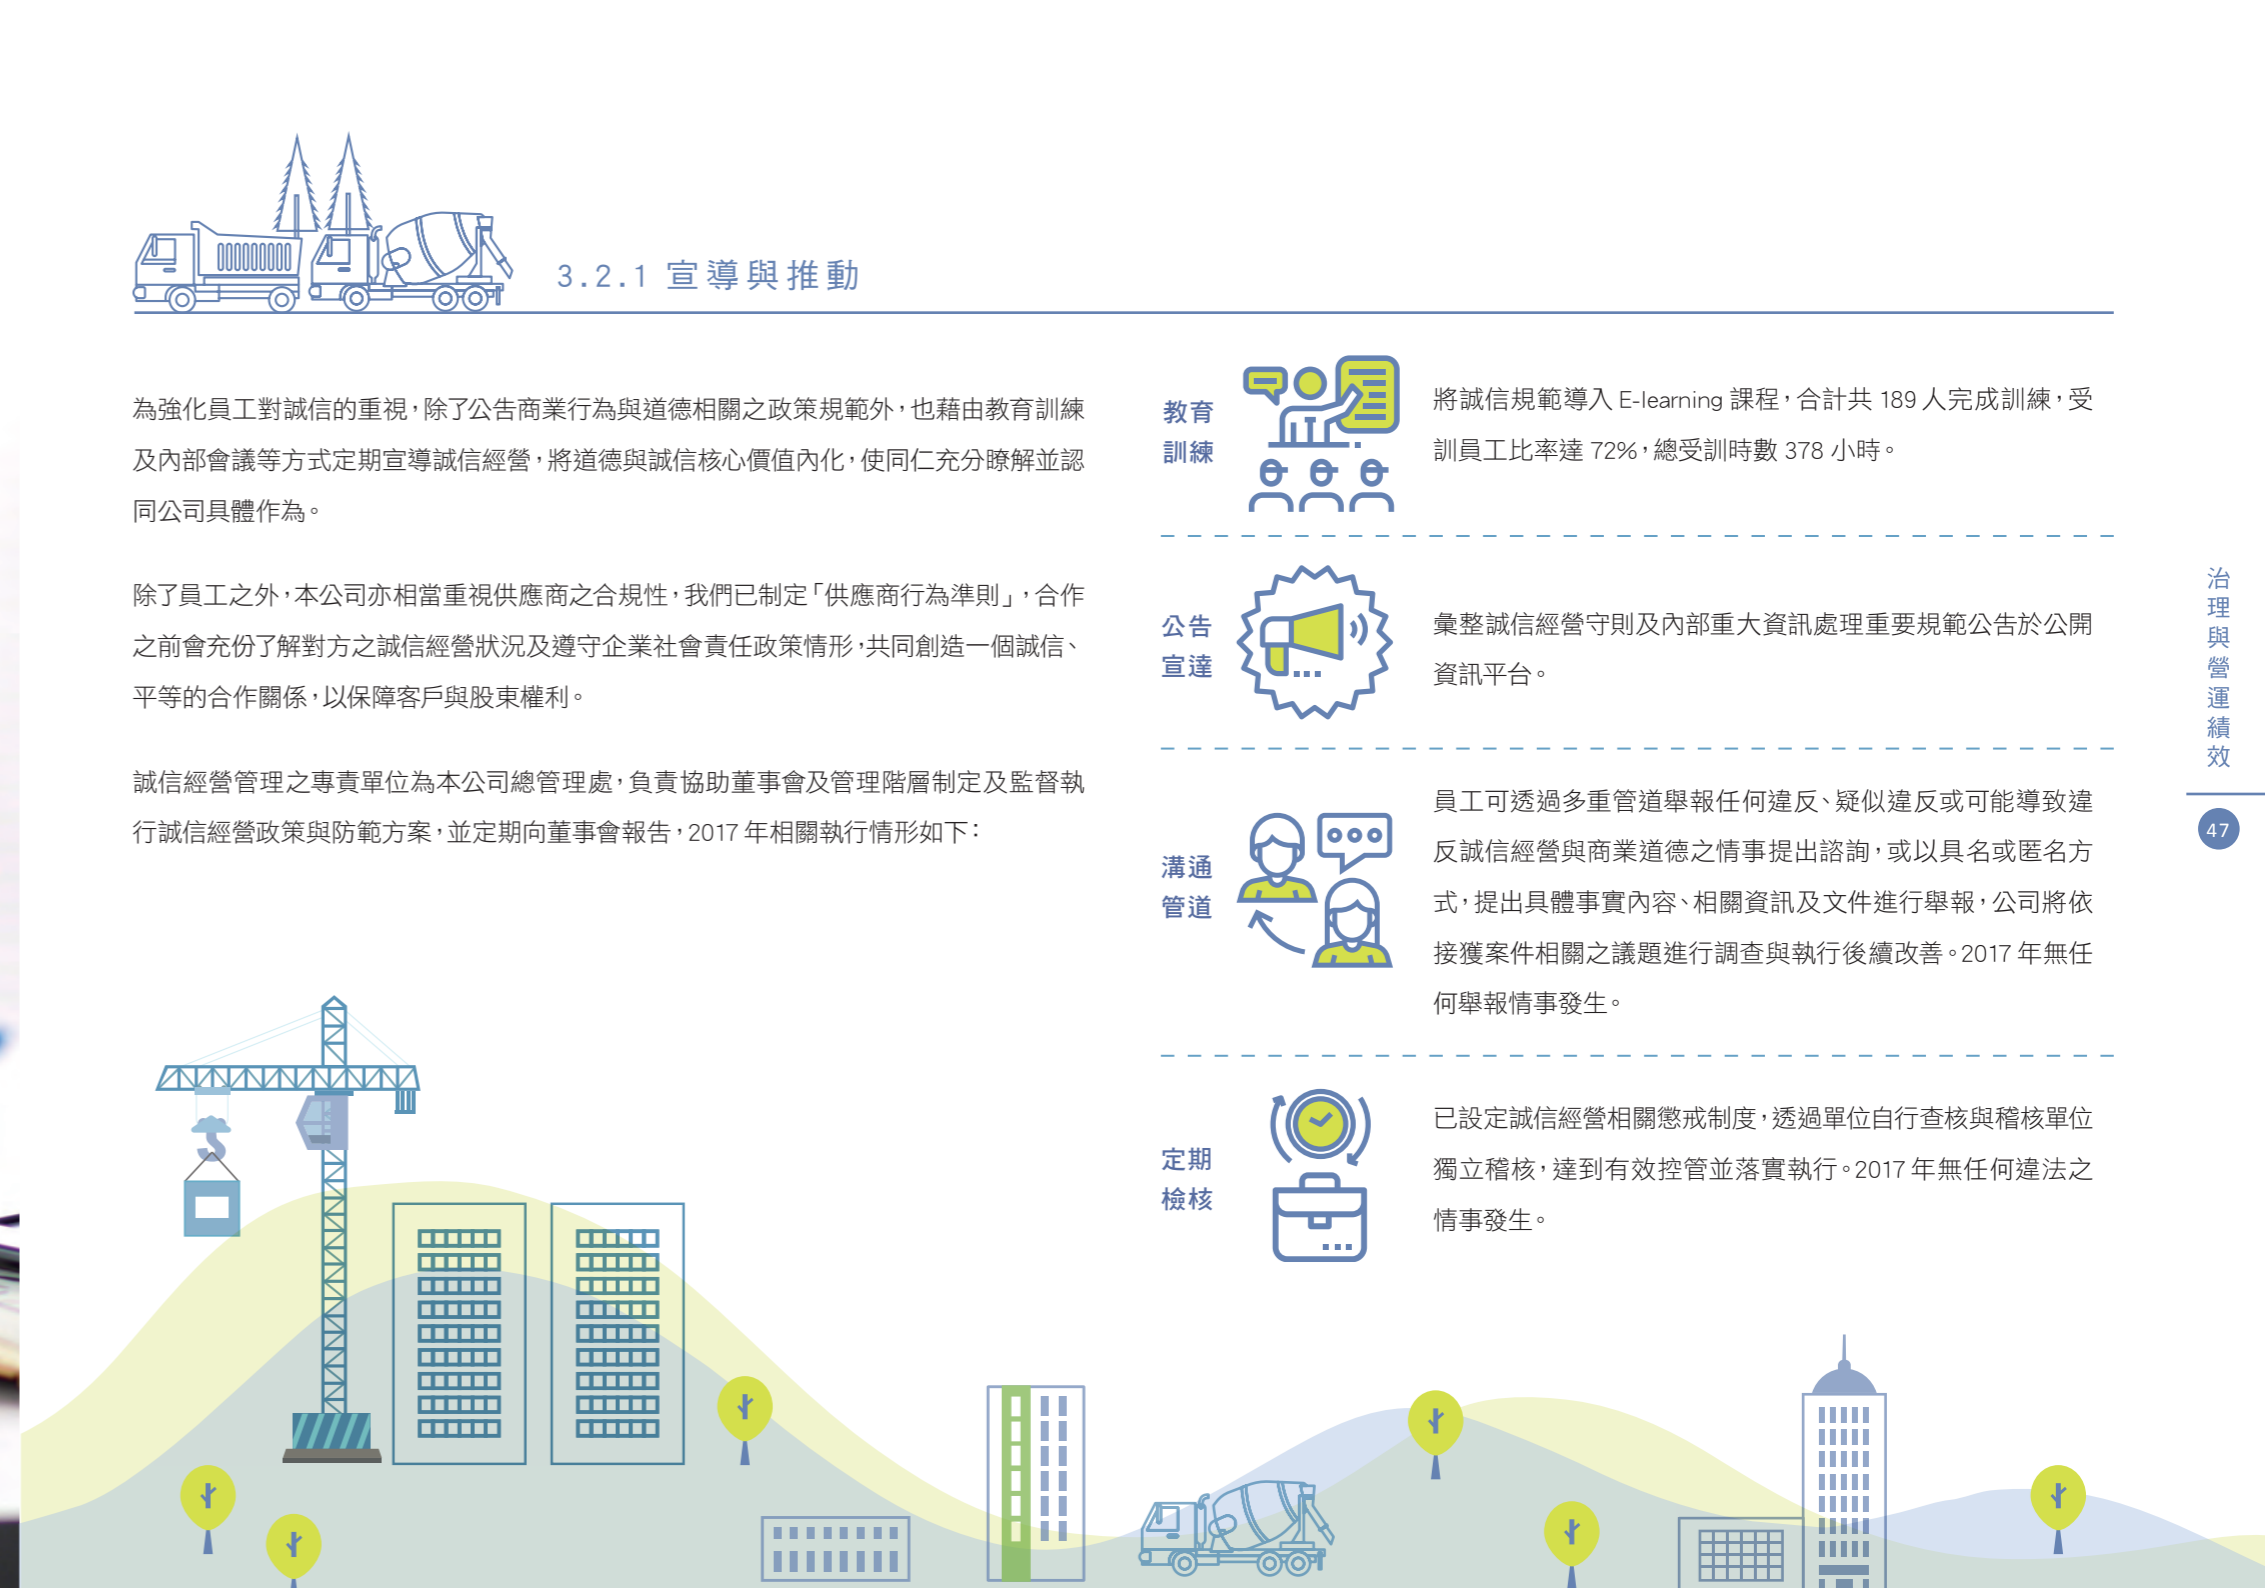 3.2.1 宣導與推動
為強化員工對誠信的重視，除了公告商業行為與道德相關之政策規範外，也藉由教育訓練
及內部會議等方式定期宣導誠信經營，將道德與誠信核心價值內化，使同仁充分瞭解並認
同公司具體作為。
除了員工之外，本公司亦相當重視供應商之合規性，我們已制定「供應商行為準則」，合作
之前會充份了解對方之誠信經營狀況及遵守企業社會責任政策情形，共同創造一個誠信、
平等的合作關係，以保障客戶與股東權利。
誠信經營管理之專責單位為本公司總管理處，負責協助董事會及管理階層制定及監督執
行誠信經營政策與防範方案，並定期向董事會報告，2017 年相關執行情形如下：
教育
訓練
將誠信規範導入 E-learning 課程，合計共 189 人完成訓練，受
訓員工比率達 72%，總受訓時數 378 小時。
公告
宣達
彙整誠信經營守則及內部重大資訊處理重要規範公告於公開
資訊平台。
溝通
管道
員工可透過多重管道舉報任何違反、疑似違反或可能導致違
反誠信經營與商業道德之情事提出諮詢，或以具名或匿名方
式，提出具體事實內容、相關資訊及文件進行舉報，公司將依
接獲案件相關之議題進行調查與執行後續改善。2017 年無任
何舉報情事發生。
定期
檢核
已設定誠信經營相關懲戒制度，透過單位自行查核與稽核單位
獨立稽核，達到有效控管並落實執行。2017 年無任何違法之
情事發生。
治理與營運績效
47